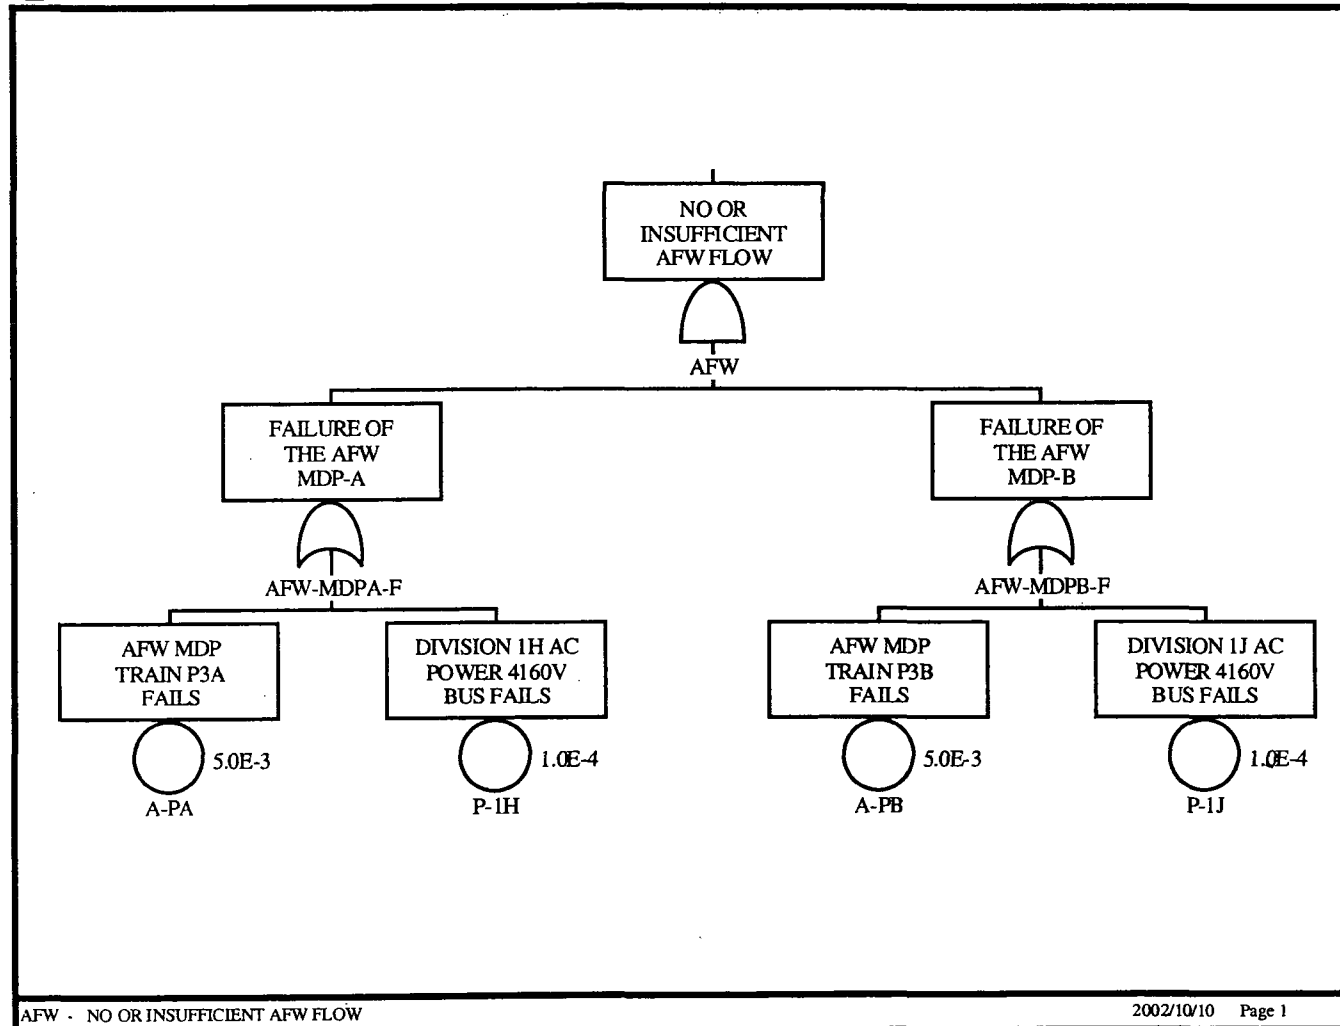 NO OR
INSUFFICIENT
AFW FLOW
AFW
FAILURE OF
THE AFW
MDP-A
FAILURE OF
THE AFW
MDP-B
AFW-MDPA-F
AFW-MDPB-F
AFW MDP
TRAIN P3A
FAILS
DIVISION 1H AC
POWER 4160V
BUS FAILS
AFW MDP
TRAIN P3B
FAILS
DIVISION 1J AC
POWER 4160V
BUS FAILS
5.0E-3
1.0E-4
5.0E-3
1.0E-4
A-PA
P-1H
A-PB
P-1J
AFW - NO OR INSUFFICIENT AFW FLOW
2002/10/10 Page 1